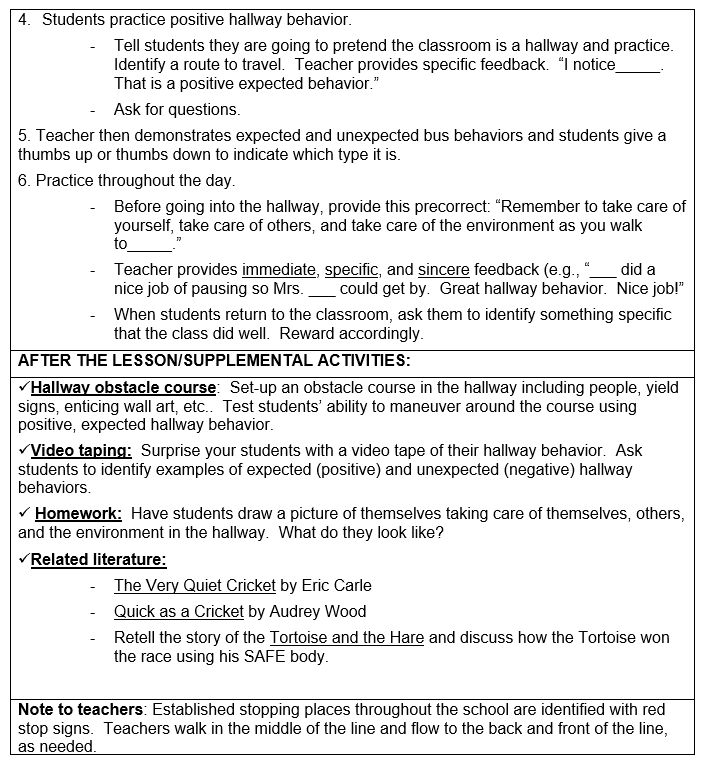 4. Students practice positive hallway behavior.
- Tell students they are going to pretend the classroom is a hallway and practice.
Identify a route to travel. Teacher provides specific feedback. “I notice_____.
That is a positive expected behavior.”
- Ask for questions.
5. Teacher then demonstrates expected and unexpected bus behaviors and students give a
thumbs up or thumbs down to indicate which type it is.
6. Practice throughout the day.
- Before going into the hallway, provide this precorrect: “Remember to take care of
yourself, take care of others, and take care of the environment as you walk
to_____.”
- Teacher provides immediate, specific, and sincere feedback (e.g., “___ did a
nice job of pausing so Mrs. ___ could get by. Great hallway behavior. Nice job!”
- When students return to the classroom, ask them to identify something specific
that the class did well. Reward accordingly.
AFTER THE LESSON/SUPPLEMENTAL ACTIVITIES:
✓Hallway obstacle course: Set-up an obstacle course in the hallway including people, yield
signs, enticing wall art, etc.. Test students’ ability to maneuver around the course using
positive, expected hallway behavior.
✓Video taping: Surprise your students with a video tape of their hallway behavior. Ask
students to identify examples of expected (positive) and unexpected (negative) hallway
behaviors.
✓ Homework: Have students draw a picture of themselves taking care of themselves, others,
and the environment in the hallway. What do they look like?
✓Related literature:
- The Very Quiet Cricket by Eric Carle
- Quick as a Cricket by Audrey Wood
- Retell the story of the Tortoise and the Hare and discuss how the Tortoise won
the race using his SAFE body.
Note to teachers: Established stopping places throughout the school are identified with red
stop signs. Teachers walk in the middle of the line and flow to the back and front of the line,
as needed.